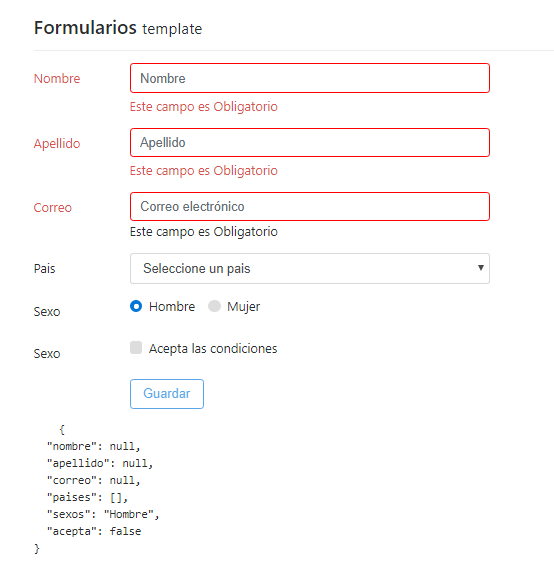 Formularios template
Nombre Nombre
Este campo es Obligatorio
Apellido Apellido
Este campo es Obligatorio
Correo Correo electrónico
Este campo es Obligatorio
Pais Seleccione un pais
Sexo Hombre Mujer
Sexo Acepta las condiciones
Guardar
{
"nombre": null,
"apellido": null,
"correo": null,
"paises": [],
"sexos": "Hombre",
"acepta": false
}